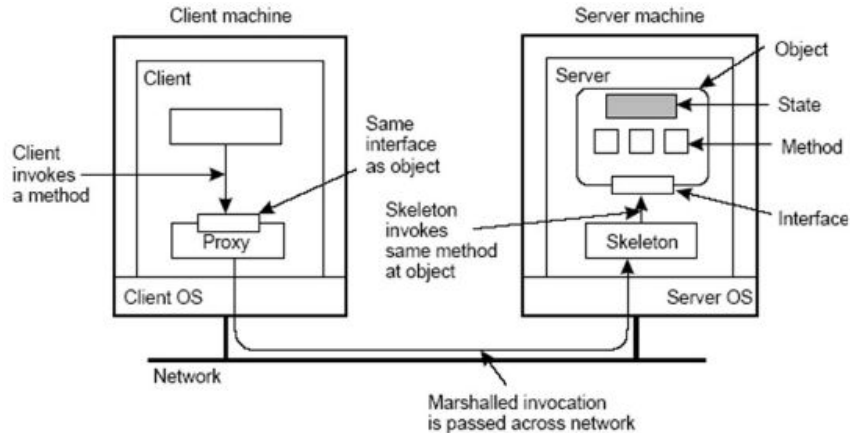 Client machine
Server machine
Client
Server
Object
State
Method
Interface
Client
invokes
a method
Same
interface
as object
Proxy
Skeleton
invokes
same method
at object
Skeleton
Client OS
Server OS
Network
Marshalled invocation
is passed across network